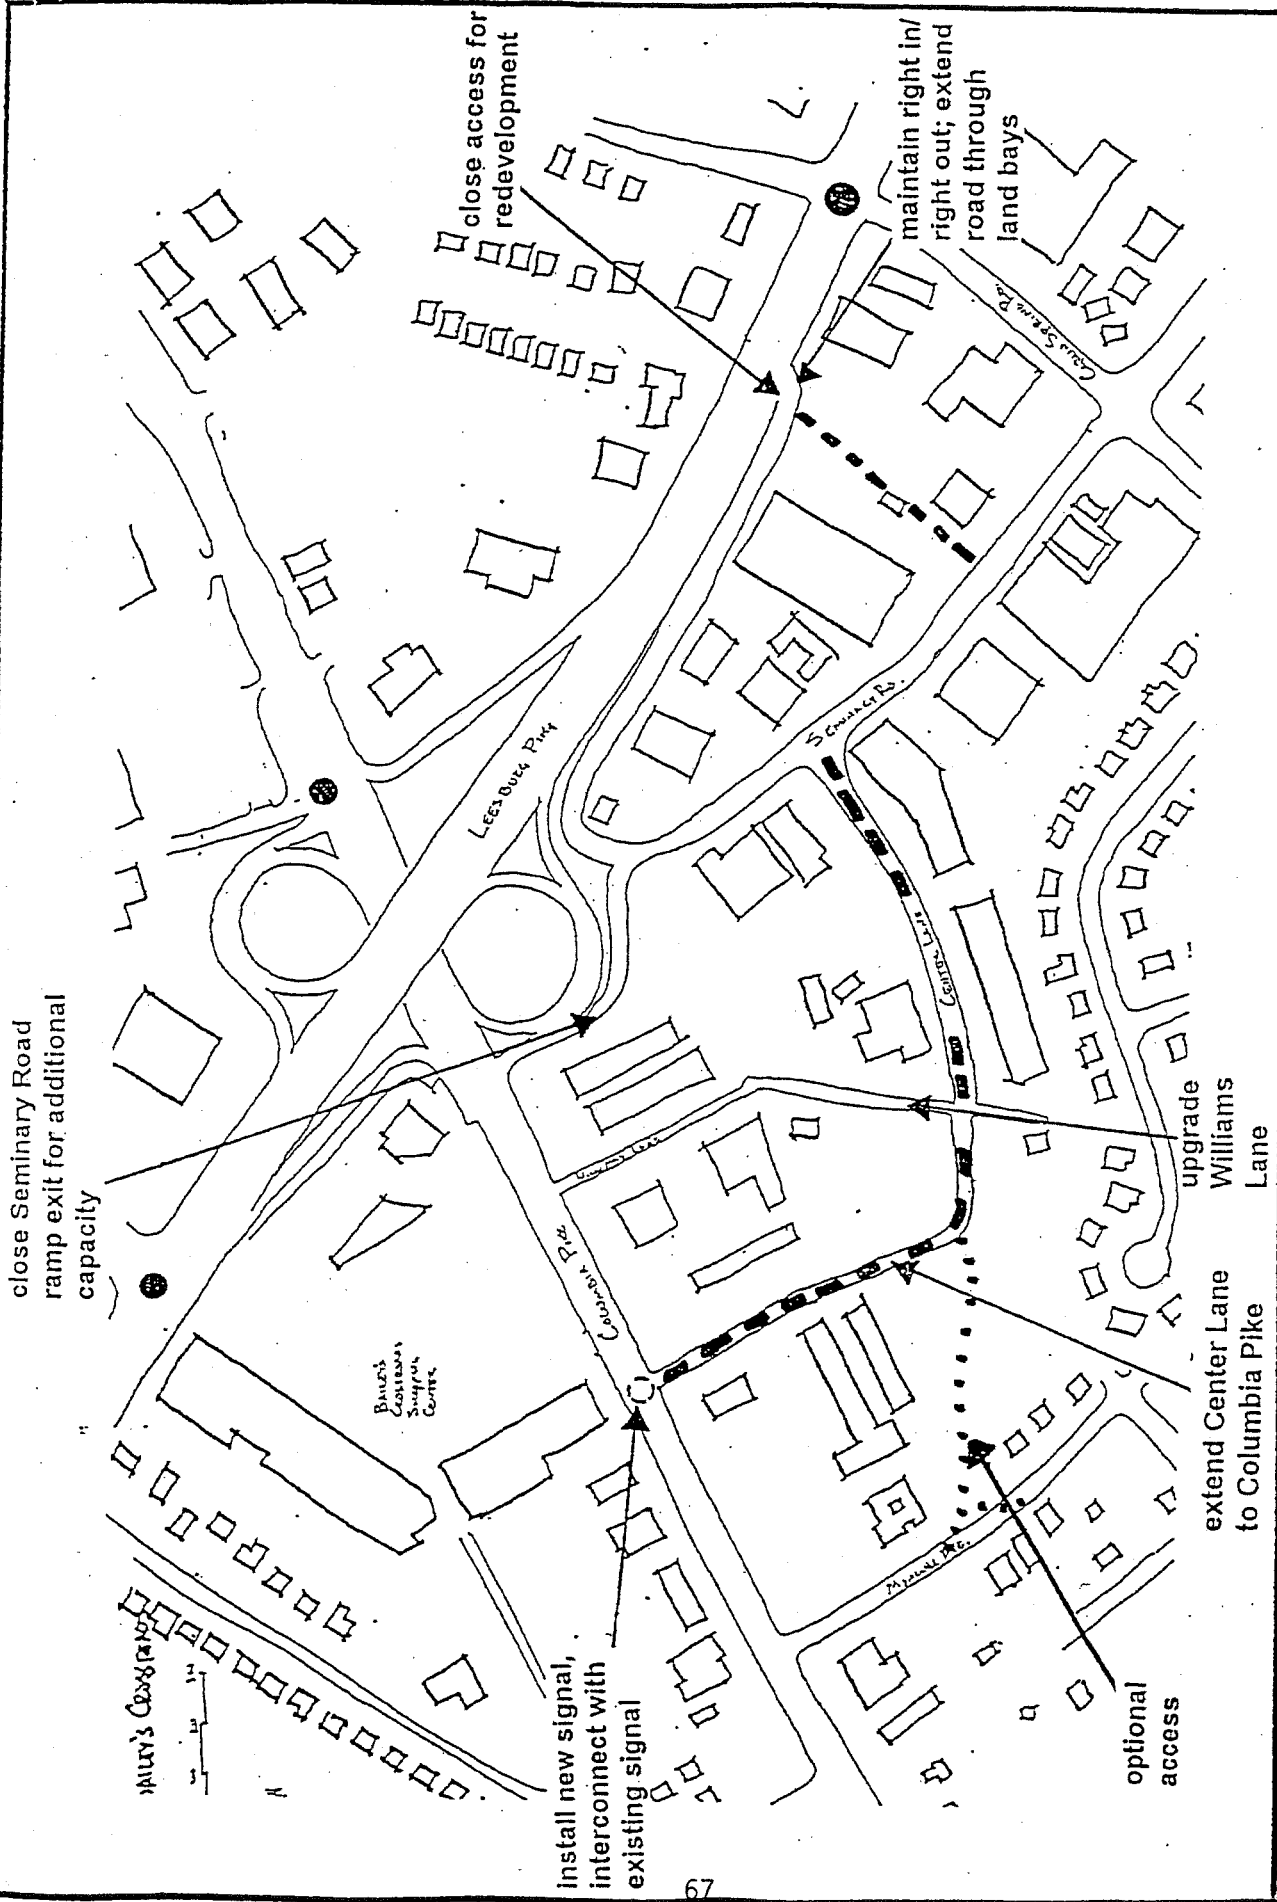 close Seminary Road
ramp exit for additional
capacity
close access for
redevelopment
maintain right in/
right out; extend
road through
land bays
LEESBURG PIKE
SEMINARY RD.
CENTER LANE
COLUMBIA PIKE
upgrade
Williams
Lane
extend Center Lane
to Columbia Pike
optional
access
install new signal,
interconnect with
existing signal
67